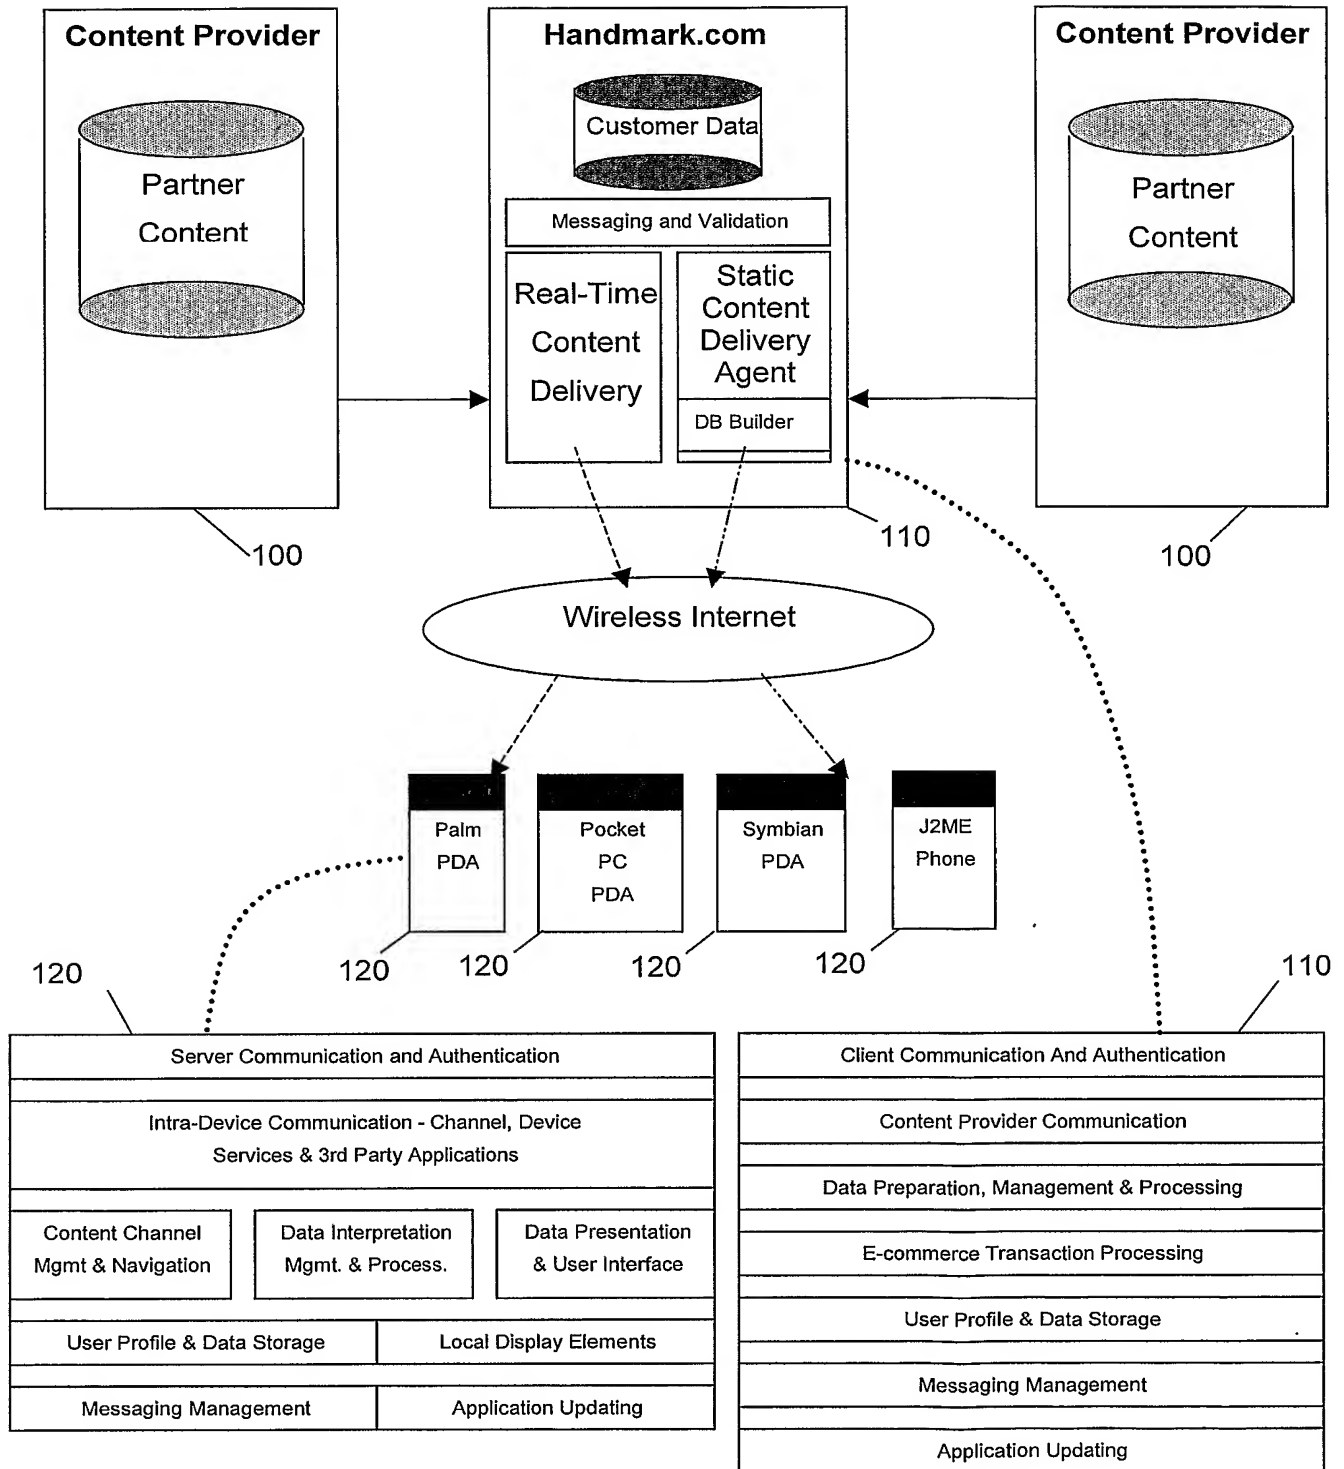 Content Provider
Handmark.com
Content Provider
Customer Data
Partner
Content
Partner
Content
Messaging and Validation
Real-Time
Content
Delivery
Static
Content
Delivery
Agent
DB Builder
100
110
100
Wireless Internet
Palm
PDA
Pocket
PC
PDA
Symbian
PDA
J2ME
Phone
120
120
120
120
120
110
Server Communication and Authentication
Intra-Device Communication - Channel, Device
Services & 3rd Party Applications
Content Channel
Mgmt & Navigation
Data Interpretation
Mgmt. & Process.
Data Presentation
& User Interface
User Profile & Data Storage
Local Display Elements
Messaging Management
Application Updating
Client Communication And Authentication
Content Provider Communication
Data Preparation, Management & Processing
E-commerce Transaction Processing
User Profile & Data Storage
Messaging Management
Application Updating